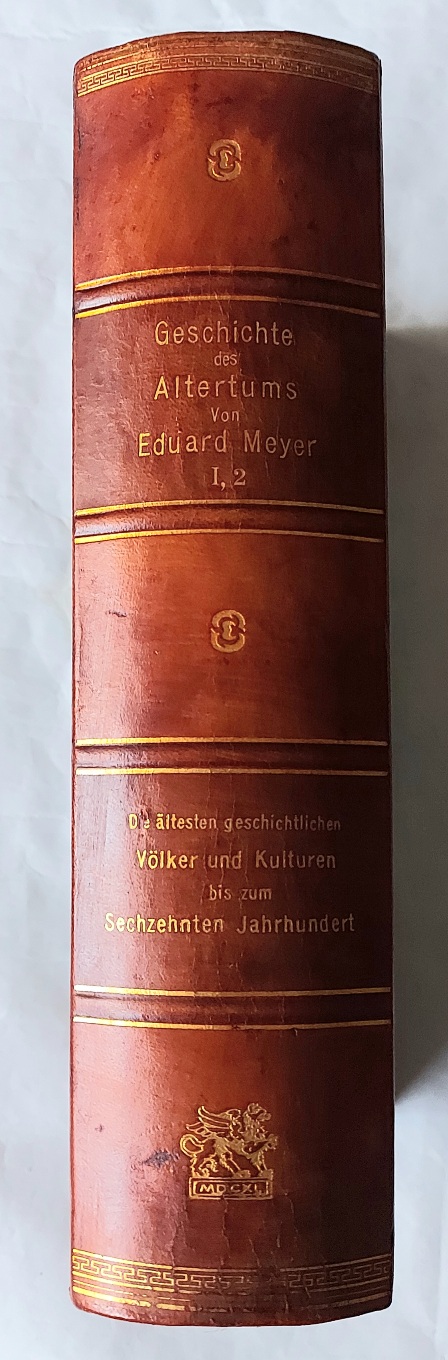 Geschichte
des
Altertums
Von
Eduard Meyer
I, 2
Die ältesten geschichtlichen
Völker und Kulturen
bis zum
Sechzehnten Jahrhundert
MDCXL